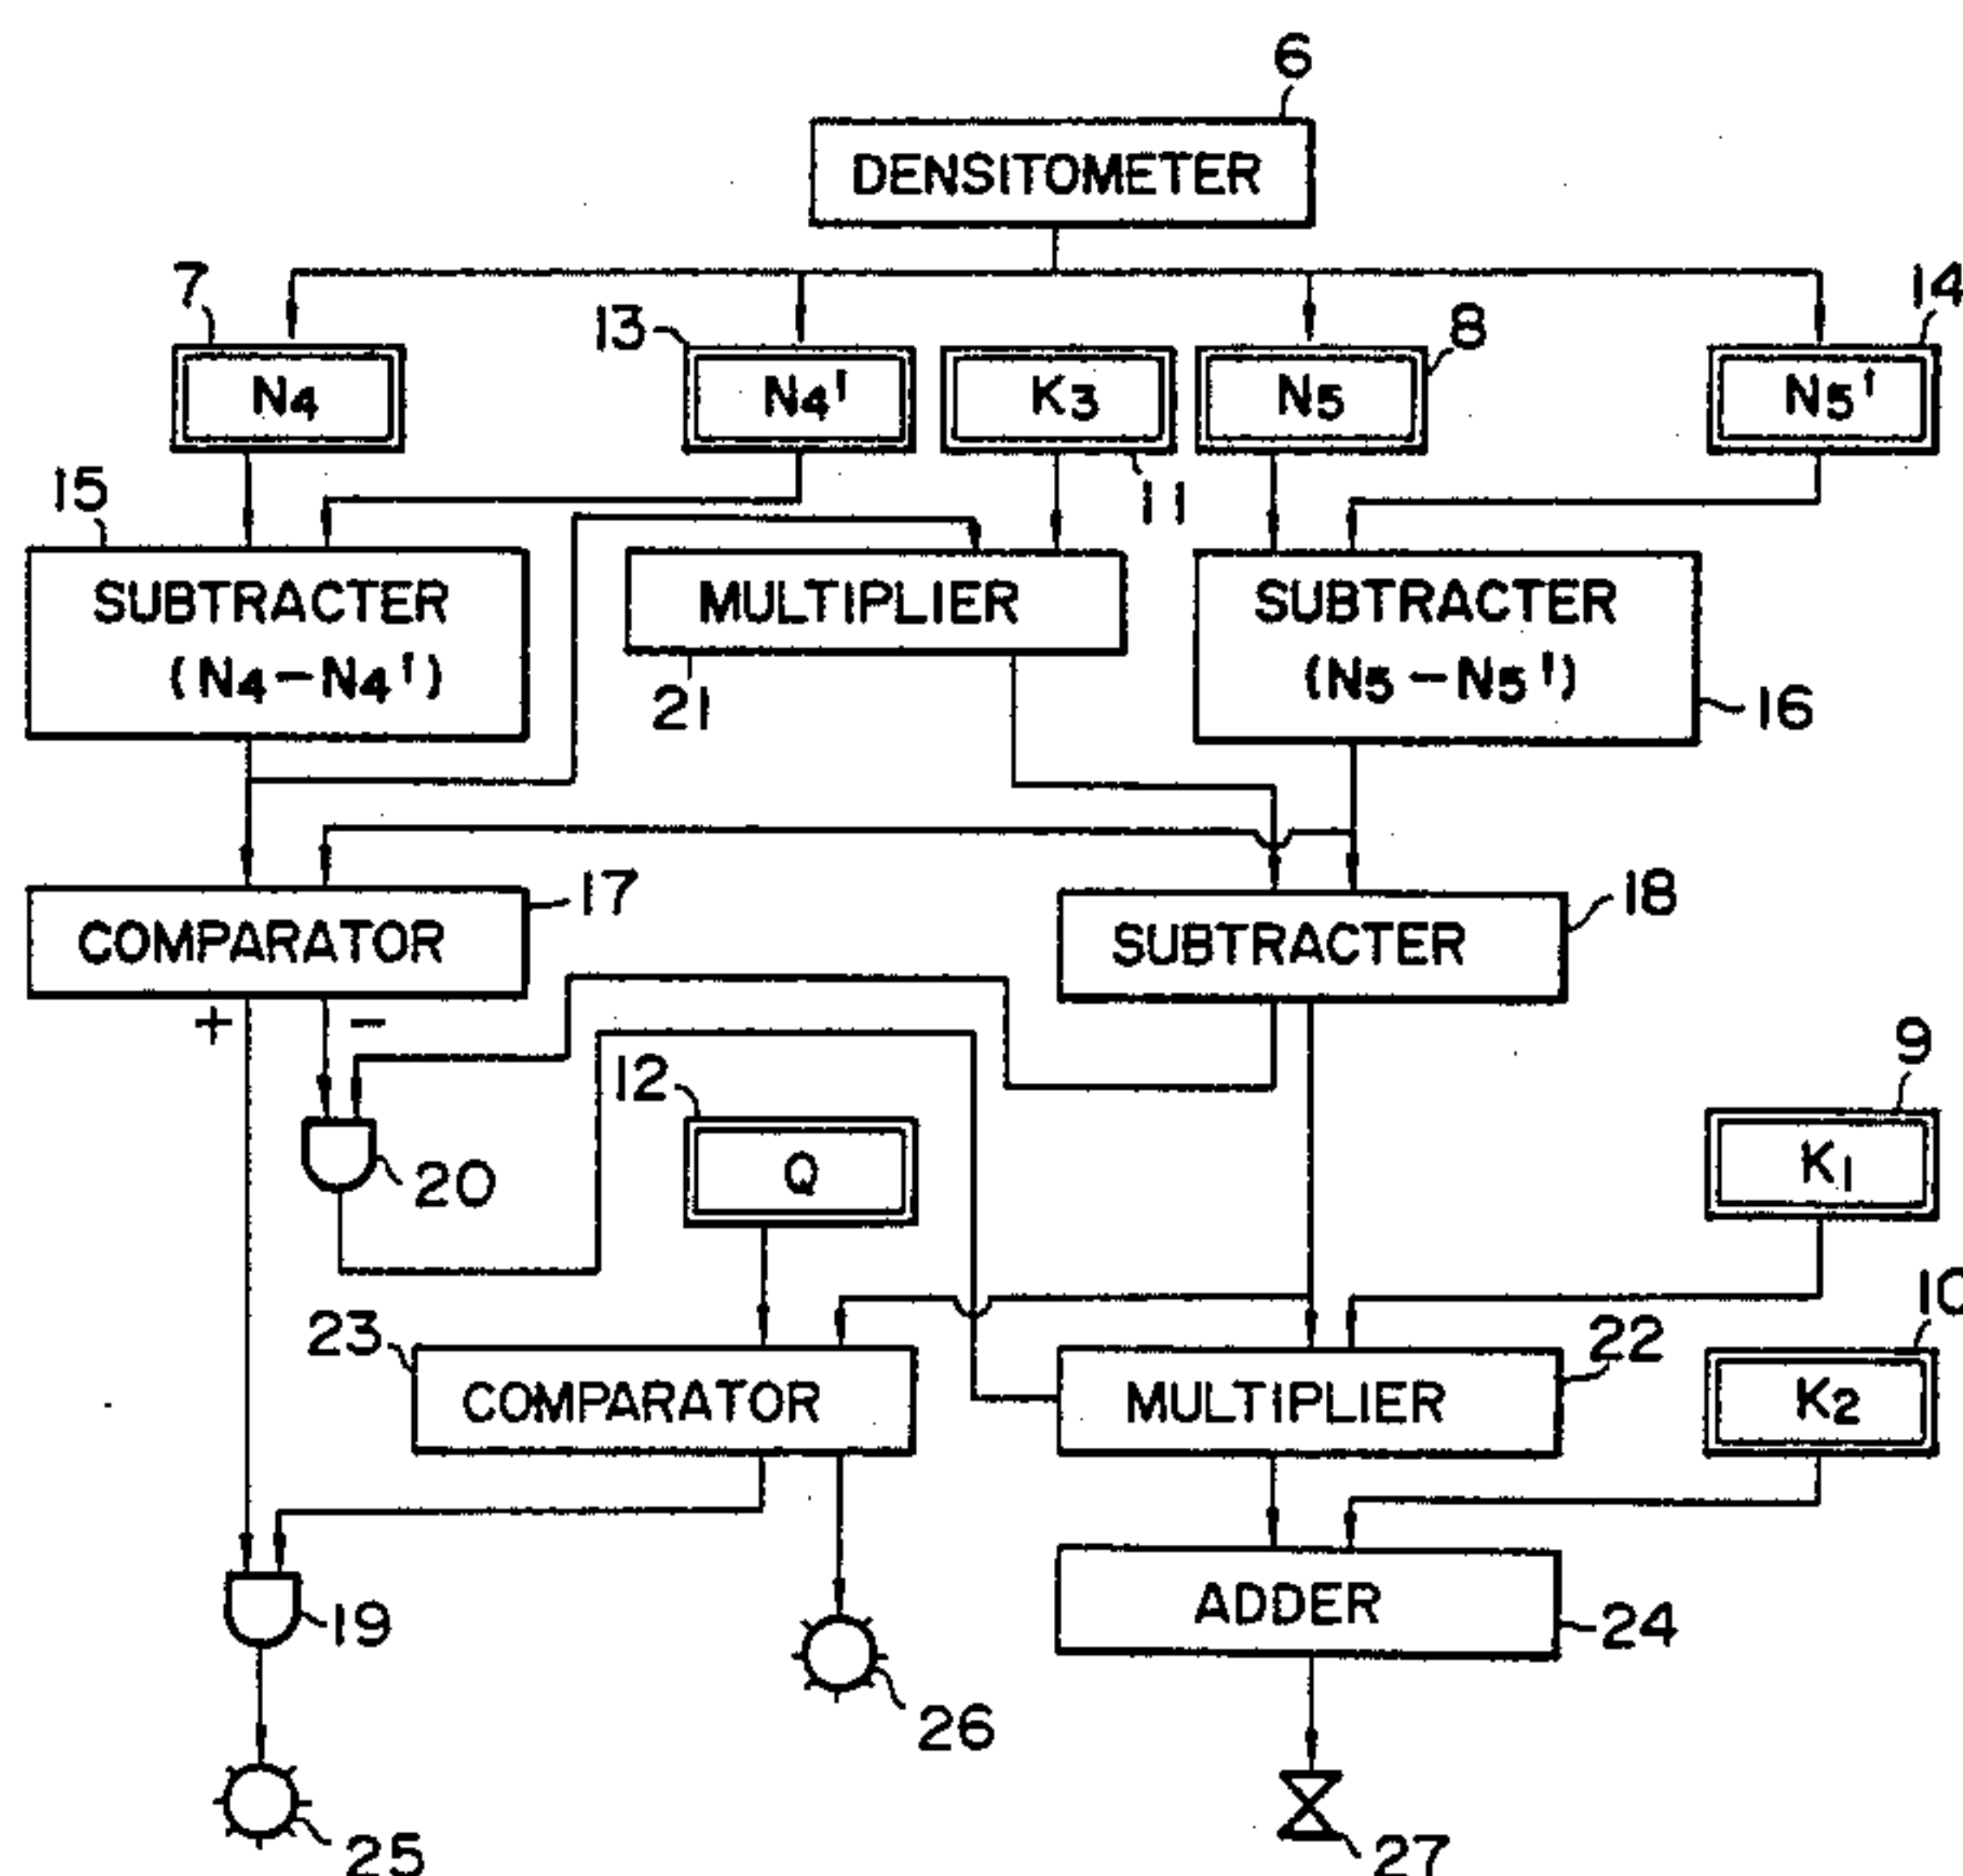 6
DENSITOMETER
7
13
8
14
N4
N4'
K3
N5
N5'
15
11
SUBTRACTER
(N4-N4')
MULTIPLIER
SUBTRACTER
(N5-N5')
21
16
17
18
COMPARATOR
SUBTRACTER
+
-
12
9
20
Q
K1
10
23
22
COMPARATOR
MULTIPLIER
K2
19
ADDER
24
26
25
27